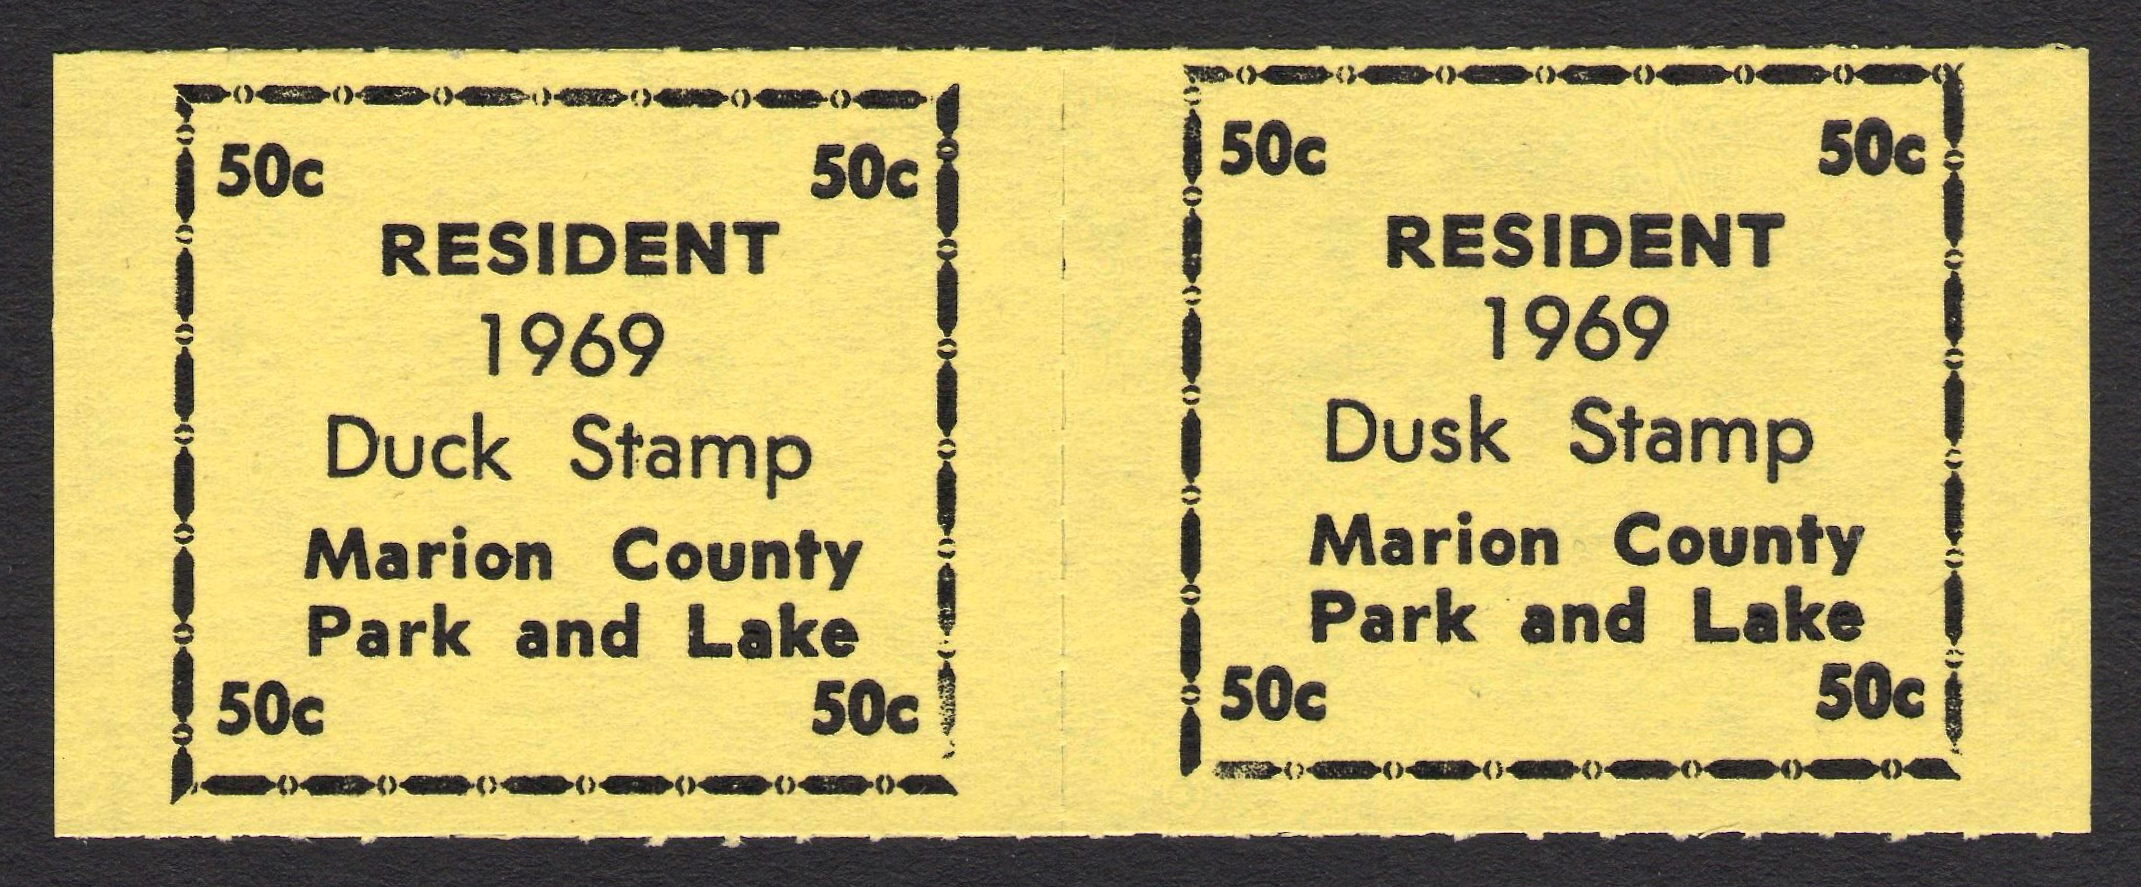 50c 50c
RESIDENT
1969
Duck Stamp
Marion County
Park and Lake
50c 50c
50c 50c
RESIDENT
1969
Dusk Stamp
Marion County
Park and Lake
50c 50c